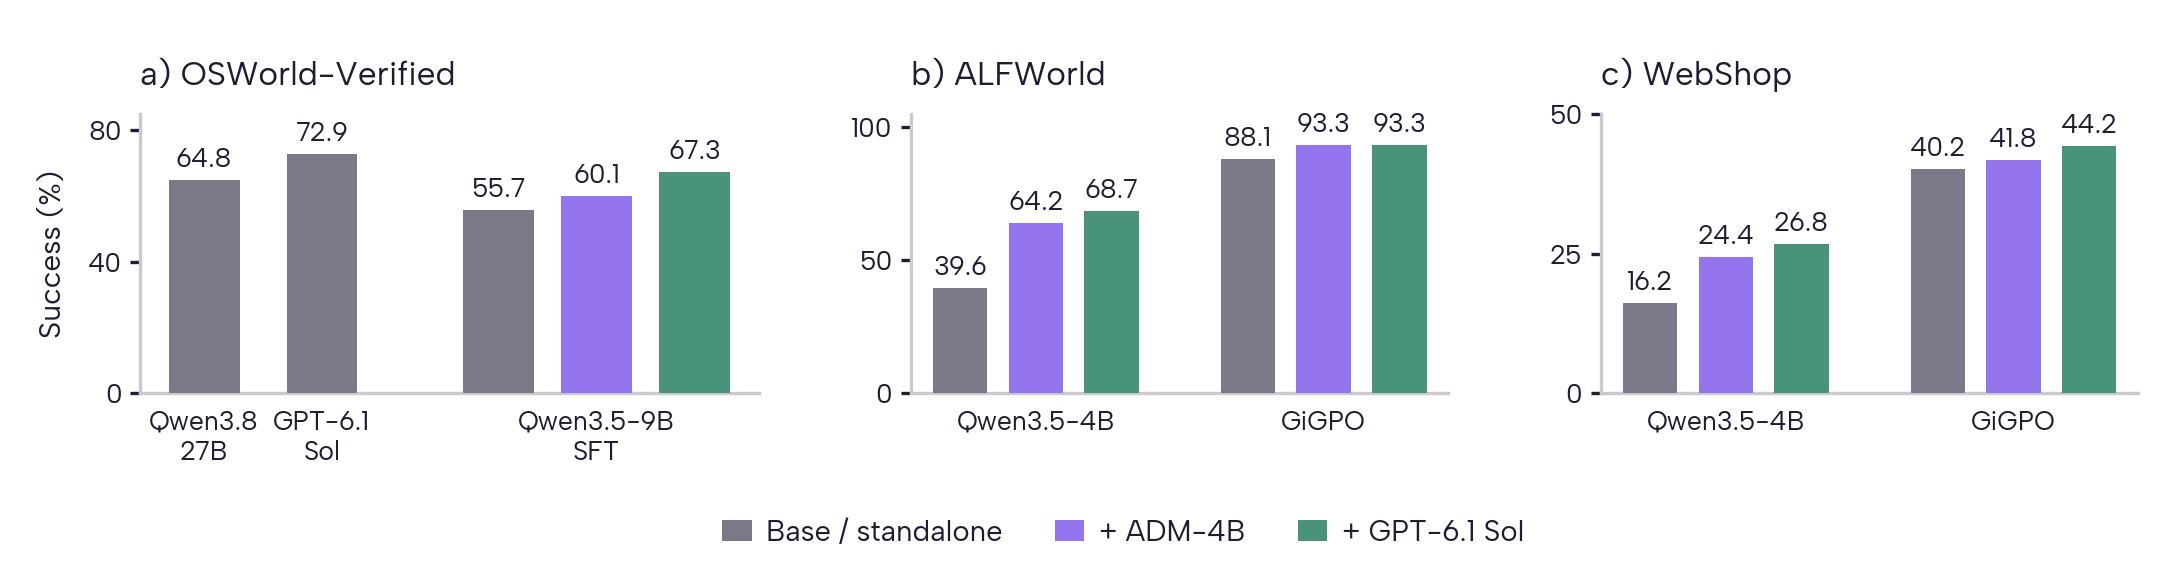 a) OSWorld-Verified
Success (%)
80
40
0
64.8
72.9
55.7
60.1
67.3
Qwen3.8
27B
GPT-6.1
Sol
Qwen3.5-9B
SFT
b) ALFWorld
100
50
0
39.6
64.2
68.7
88.1
93.3
93.3
Qwen3.5-4B
GiGPO
c) WebShop
50
25
0
16.2
24.4
26.8
40.2
41.8
44.2
Qwen3.5-4B
GiGPO
Base / standalone
+ ADM-4B
+ GPT-6.1 Sol